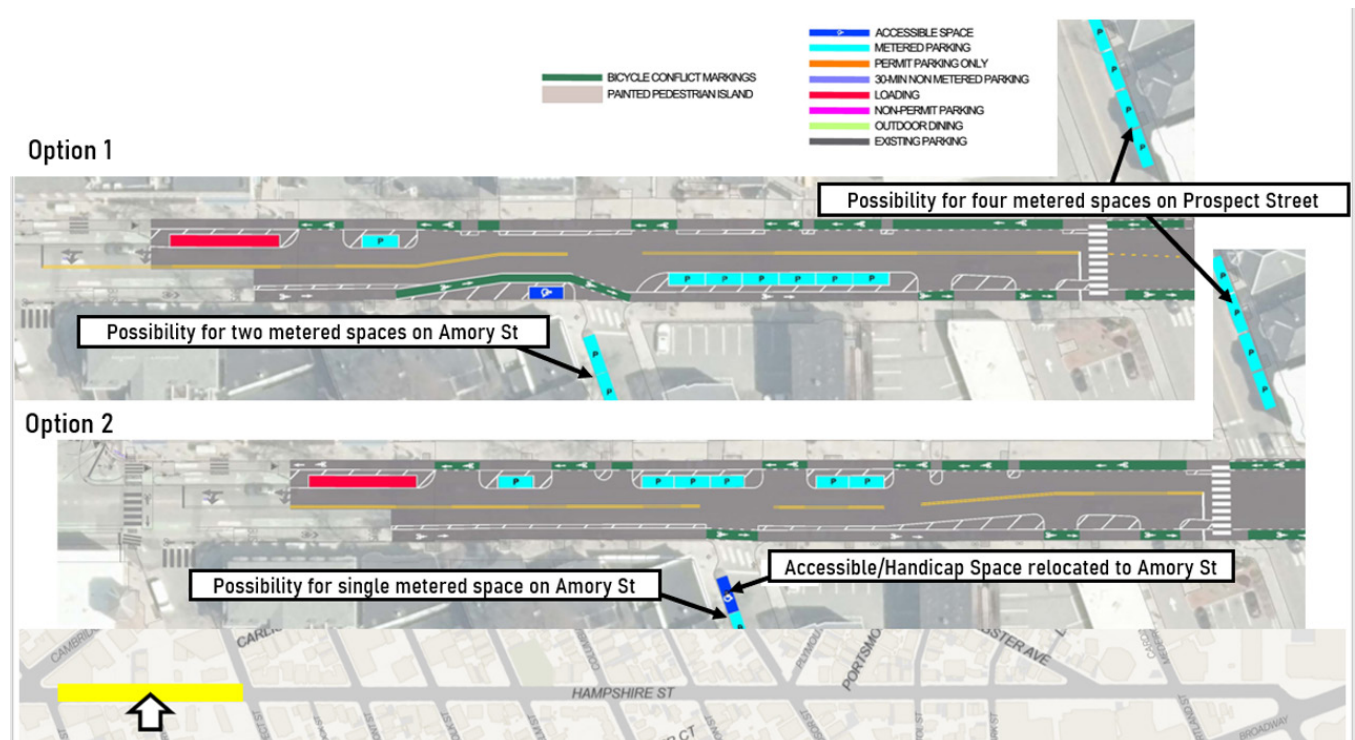 ACCESSIBLE SPACE
METERED PARKING
PERMIT PARKING ONLY
30-MIN NON METERED PARKING
LOADING
NON-PERMIT PARKING
OUTDOOR DINING
EXISTING PARKING
BICYCLE CONFLICT MARKINGS
PAINTED PEDESTRIAN ISLAND
Option 1
Possibility for four metered spaces on Prospect Street
P
P
P
P
P
P
P
P
P
P
P
Possibility for two metered spaces on Amory St
P
P
P
P
P
P
Option 2
P
P
P
P
P
P
Possibility for single metered space on Amory St
Accessible/Handicap Space relocated to Amory St
HAMPSHIRE ST
PORTSMO
STER AVE
BROADWAY